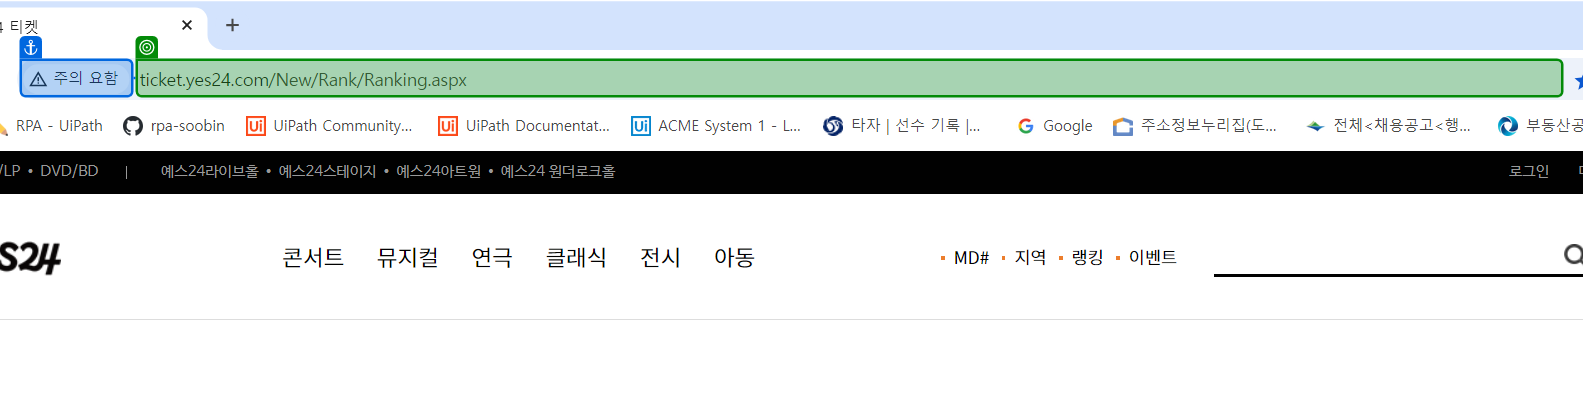 4 티켓
주의 요함 ticket.yes24.com/New/Rank/Ranking.aspx
RPA - UiPath rpa-soobin UiPath Community... UiPath Documentat... ACME System 1 - L... 타자 | 선수 기록 |... Google 주소정보누리집(도... 전체<채용공고<행... 부동산공
/LP • DVD/BD | 예스24라이브홀 • 예스24스테이지 • 예스24아트원 • 예스24 원더로크홀 로그인
S24 콘서트 뮤지컬 연극 클래식 전시 아동 MD# 지역 랭킹 이벤트